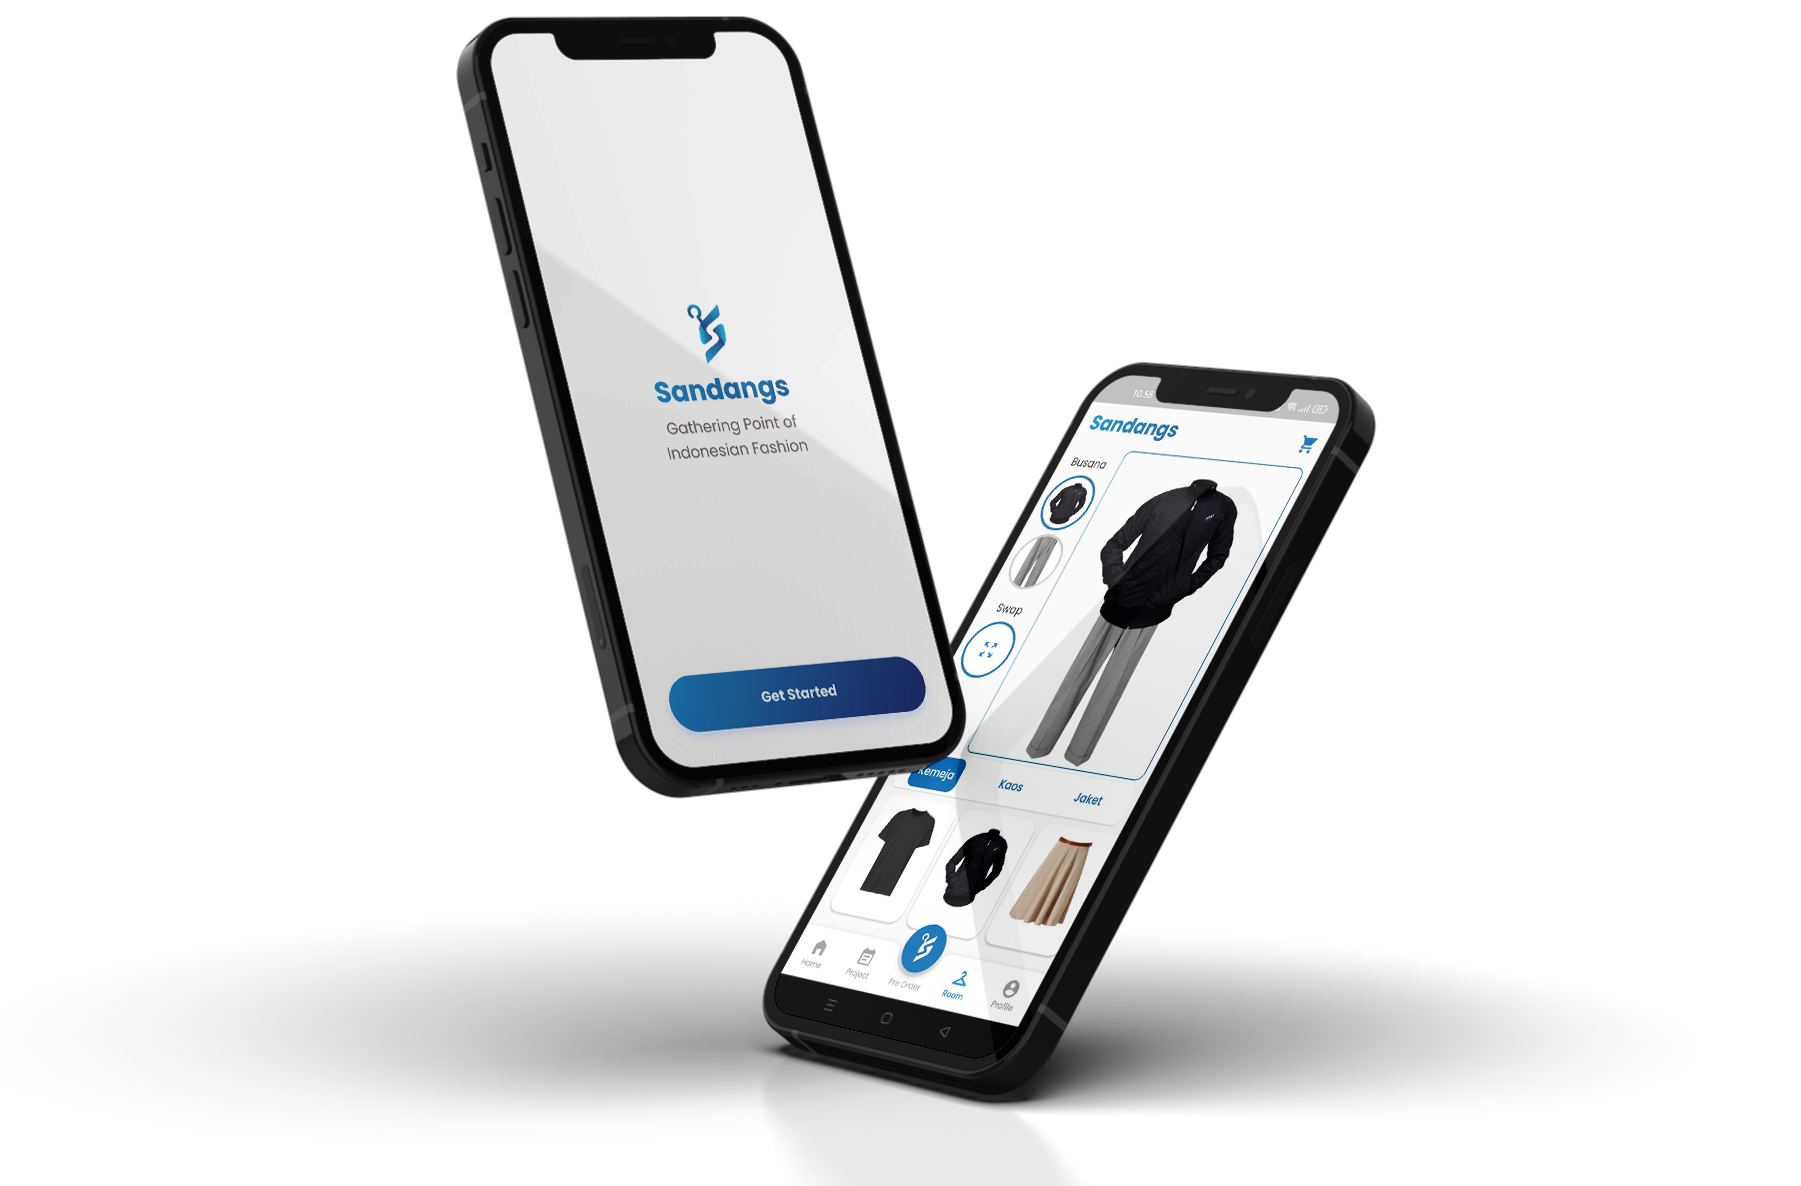 Sandangs
Gathering Point of
Indonesian Fashion
Get Started
10.58
Sandangs
Busana
Swap
Kemeja
Kaos
Jaket
Home
Project
Pre Order
Room
Profile